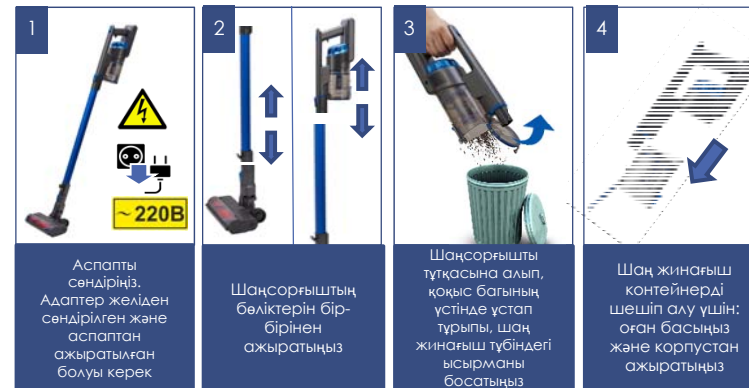 1
2
3
4
~220В
Аспапты
сөндіріңіз.
Адаптер желіден
сөндірілген және
аспаптан
ажыратылған
болуы керек
Шаңсорғыштың
бөліктерін бір-
бірінен
ажыратыңыз
Шаңсорғышты
тұтқасына алып,
қоқыс багының
үстінде ұстап
тұрыпы, шаң
жинағыш түбіндегі
ысырманы
босатыңыз
Шаң жинағыш
контейнерді
шешіп алу үшін:
оған басыңыз
және корпустан
ажыратыңыз